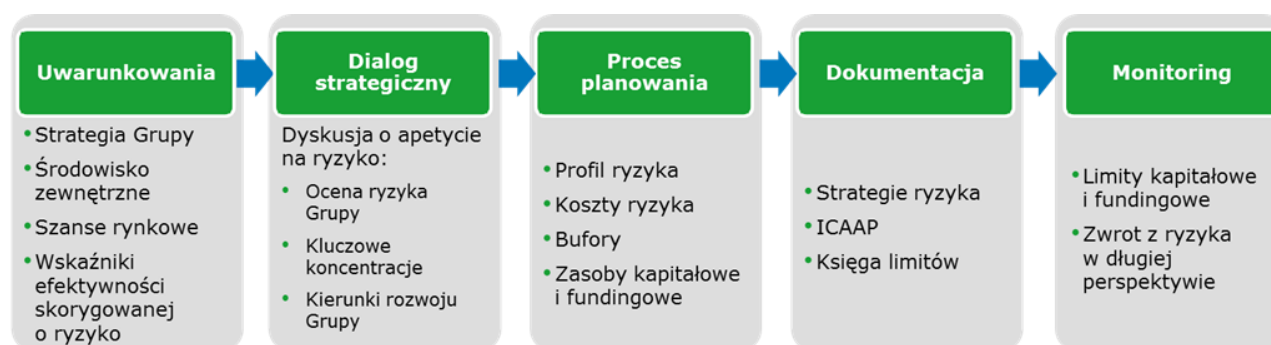 Uwarunkowania
• Strategia Grupy
• Środowisko
zewnętrzne
• Szanse rynkowe
• Wskaźniki
efektywności
skorygowanej
o ryzyko
Dialog
strategiczny
Dyskusja o apetycie
na ryzyko:
• Ocena ryzyka
Grupy
• Kluczowe
koncentracje
• Kierunki rozwoju
Grupy
Proces
planowania
• Profil ryzyka
• Koszty ryzyka
• Bufory
• Zasoby kapitałowe
i fundingowe
Dokumentacja
• Strategie ryzyka
• ICAAP
• Księga limitów
Monitoring
• Limity kapitałowe
i fundingowe
• Zwrot z ryzyka
w długiej
perspektywie